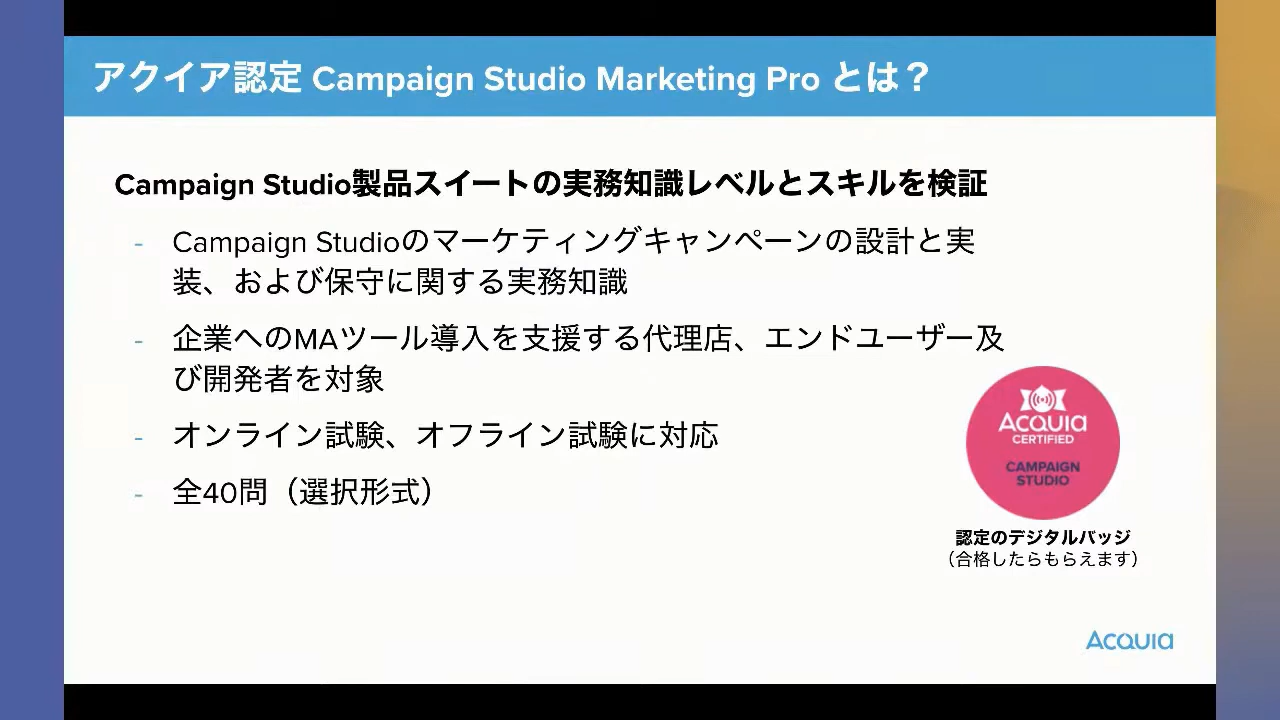 アクイア認定 Campaign Studio Marketing Pro とは？
Campaign Studio製品スイートの実務知識レベルとスキルを検証
- Campaign Studioのマーケティングキャンペーンの設計と実
装、および保守に関する実務知識
- 企業へのMAツール導入を支援する代理店、エンドユーザー及
び開発者を対象
- オンライン試験、オフライン試験に対応
- 全40問（選択形式）
ACQUIA
CERTIFIED
CAMPAIGN
STUDIO
認定のデジタルバッジ
（合格したらもらえます）
ACQUIA